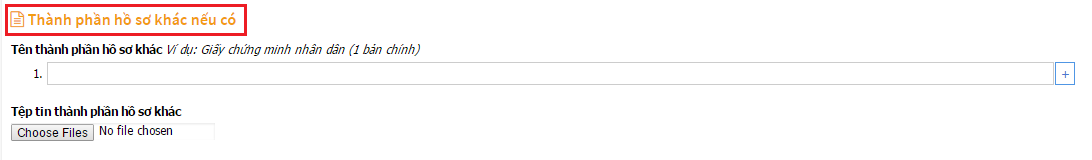 Thành phần hồ sơ khác nếu có
Tên thành phần hồ sơ khác Ví dụ: Giấy chứng minh nhân dân (1 bản chính)
1. +
Tệp tin thành phần hồ sơ khác
Choose Files No file chosen